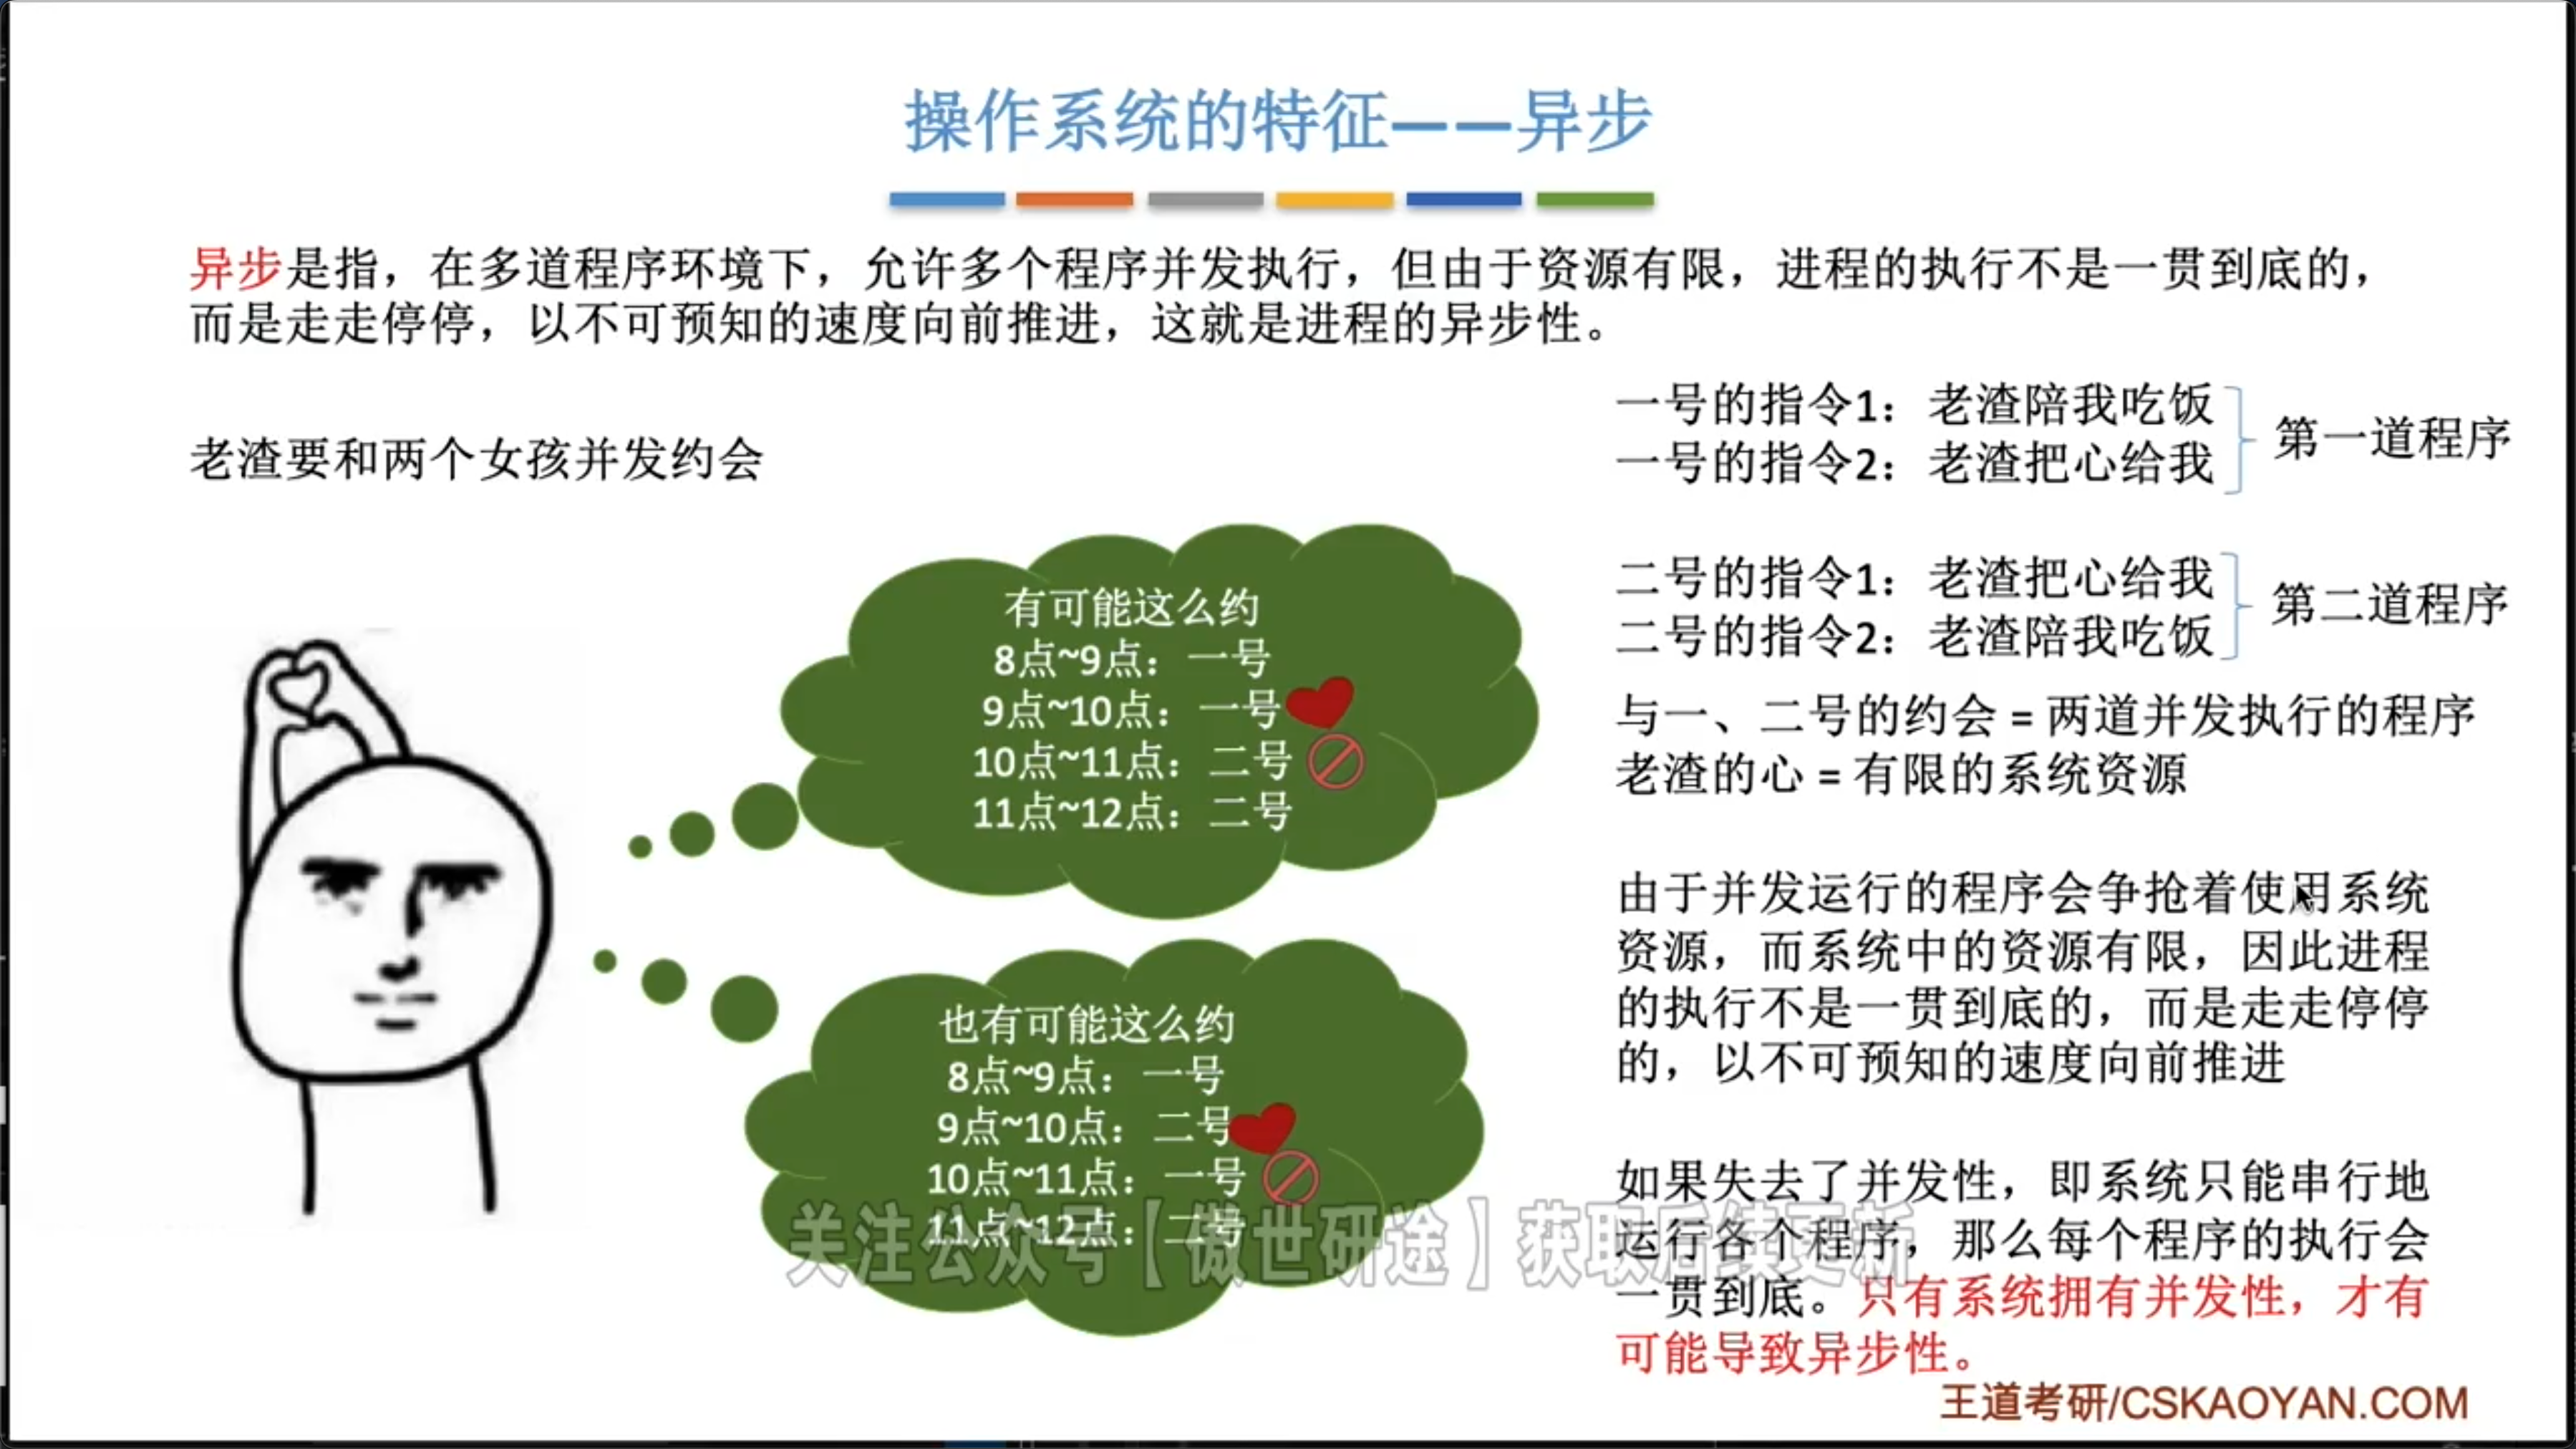 操作系统的特征——异步
异步是指，在多道程序环境下，允许多个程序并发执行，但由于资源有限，进程的执行不是一贯到底的，
而是走走停停，以不可预知的速度向前推进，这就是进程的异步性。
老渣要和两个女孩并发约会
有可能这么约
8点~9点：一号
9点~10点：一号
10点~11点：二号
11点~12点：二号
也有可能这么约
8点~9点：一号
9点~10点：二号
10点~11点：一号
11点~12点：二号
一号的指令1：老渣陪我吃饭
一号的指令2：老渣把心给我
第一道程序
二号的指令1：老渣把心给我
二号的指令2：老渣陪我吃饭
第二道程序
与一、二号的约会 = 两道并发执行的程序
老渣的心 = 有限的系统资源
由于并发运行的程序会争抢着使用系统
资源，而系统中的资源有限，因此进程
的执行不是一贯到底的，而是走走停停
的，以不可预知的速度向前推进
如果失去了并发性，即系统只能串行地
运行各个程序，那么每个程序的执行会
一贯到底。只有系统拥有并发性，才有
可能导致异步性。
关注公众号【傲世研途】获取后续更新
王道考研/CSKAOYAN.COM